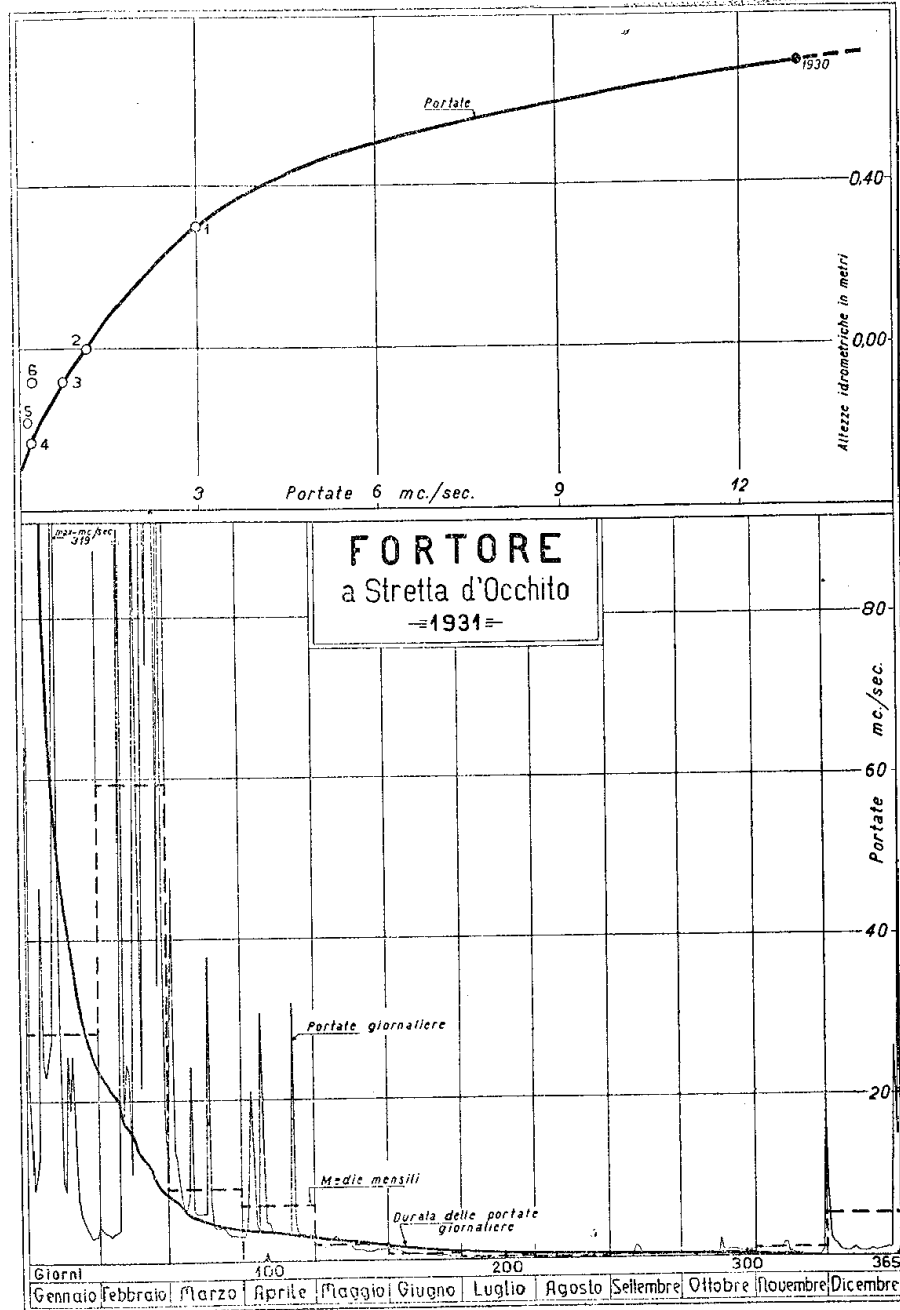 1930
Portate
0,40
1
Altezze idrometriche in metri
2
0,00
6
3
5
4
3
Portate 6 mc./sec.
9
12
max-mc/sec
319
FORTORE
a Stretta d'Occhito
=1931=
80
Portate mc./sec.
60
40
Portate giornaliere
20
Medie mensili
Durata delle portate
giornaliere
Giorni
100
200
300
365
Gennaio Febbraio Marzo Aprile Maggio Giugno Luglio Agosto Settembre Ottobre Novembre Dicembre